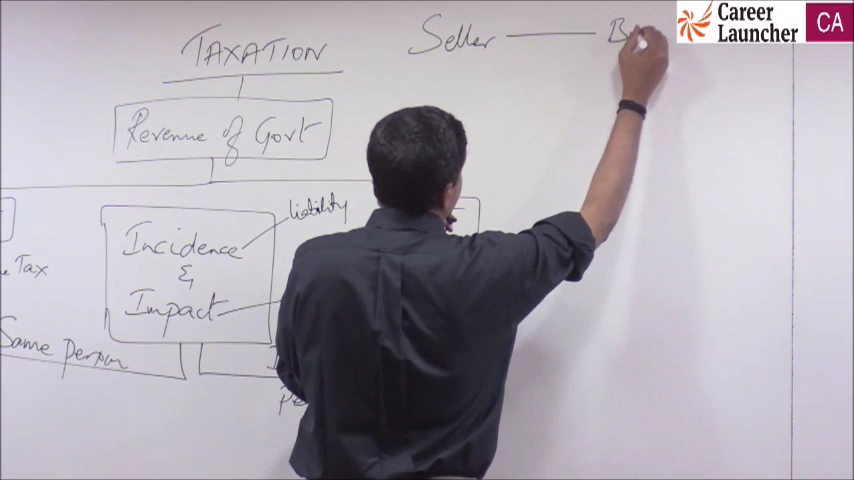 TAXATION
Seller B
Career
Launcher
CA
Revenue of Govt
liability
Incidence
&
Impact
Tax
Same person